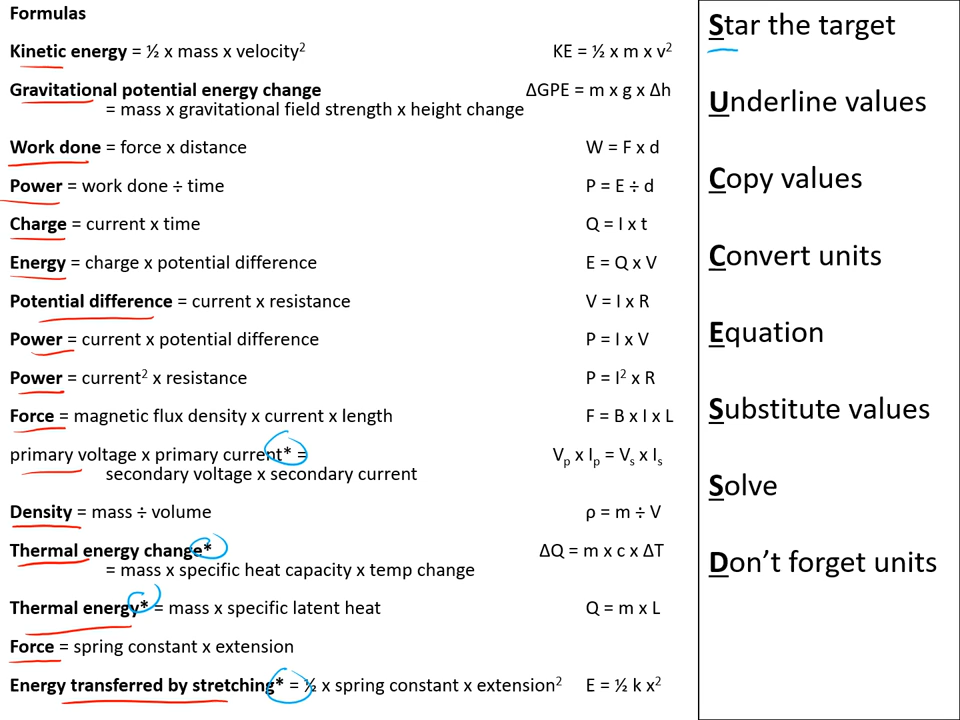 Formulas
Kinetic energy = ½ x mass x velocity² KE = ½ x m x v²
Gravitational potential energy change ΔGPE = m x g x Δh
= mass x gravitational field strength x height change
Work done = force x distance W = F x d
Power = work done ÷ time P = E ÷ d
Charge = current x time Q = I x t
Energy = charge x potential difference E = Q x V
Potential difference = current x resistance V = I x R
Power = current x potential difference P = I x V
Power = current² x resistance P = I² x R
Force = magnetic flux density x current x length F = B x I x L
primary voltage x primary current* = Vₚ x Iₚ = Vₛ x Iₛ
secondary voltage x secondary current
Density = mass ÷ volume ρ = m ÷ V
Thermal energy change* ΔQ = m x c x ΔT
= mass x specific heat capacity x temp change
Thermal energy* = mass x specific latent heat Q = m x L
Force = spring constant x extension
Energy transferred by stretching* = ½ x spring constant x extension² E = ½ k x²
Star the target
Underline values
Copy values
Convert units
Equation
Substitute values
Solve
Don't forget units